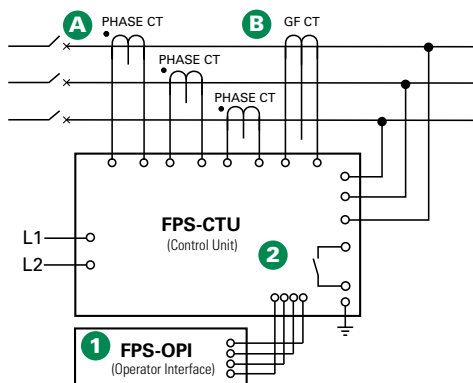 A PHASE CT
B GF CT
PHASE CT
PHASE CT
FPS-CTU
(Control Unit)
L1
L2
2
1
FPS-OPI
(Operator Interface)